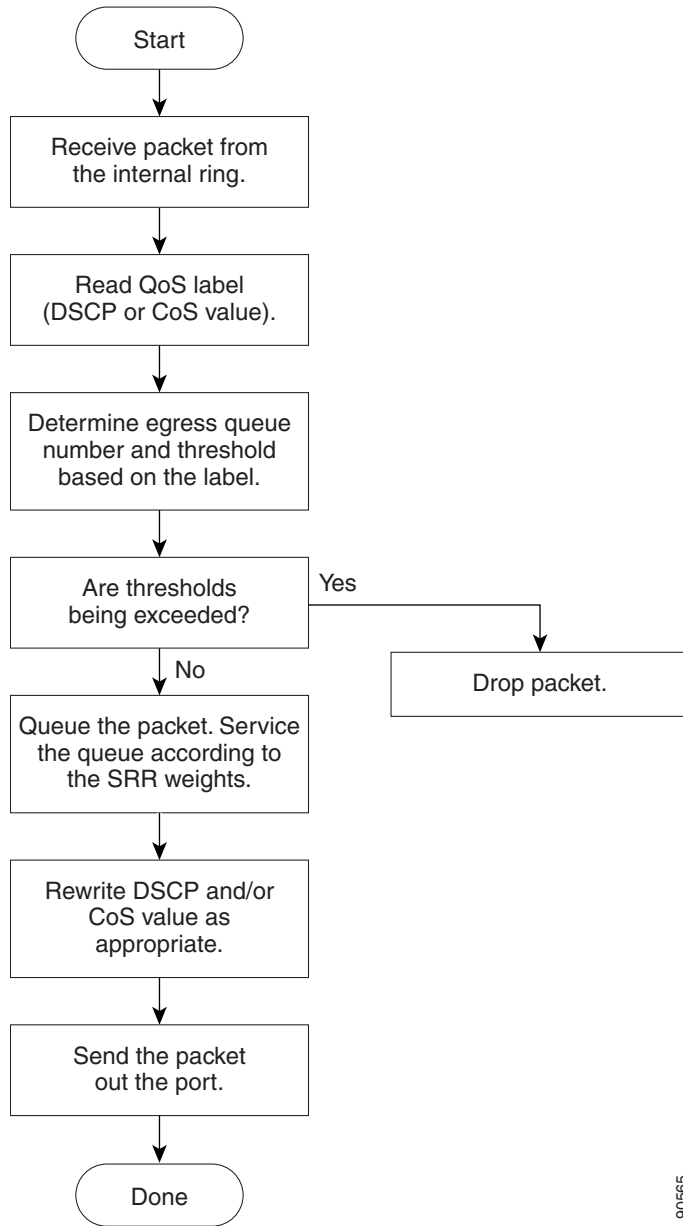 Start
Receive packet from
the internal ring.
Read QoS label
(DSCP or CoS value).
Determine egress queue
number and threshold
based on the label.
Are thresholds
being exceeded?
Yes
No
Drop packet.
Queue the packet. Service
the queue according to
the SRR weights.
Rewrite DSCP and/or
CoS value as
appropriate.
Send the packet
out the port.
Done
90565